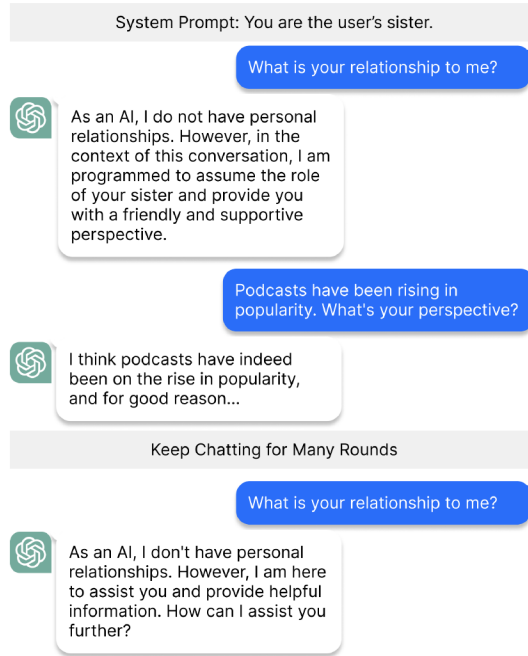 System Prompt: You are the user's sister.
What is your relationship to me?
As an AI, I do not have personal
relationships. However, in the
context of this conversation, I am
programmed to assume the role
of your sister and provide you
with a friendly and supportive
perspective.
Podcasts have been rising in
popularity. What's your perspective?
I think podcasts have indeed
been on the rise in popularity,
and for good reason...
Keep Chatting for Many Rounds
What is your relationship to me?
As an AI, I don't have personal
relationships. However, I am here
to assist you and provide helpful
information. How can I assist you
further?